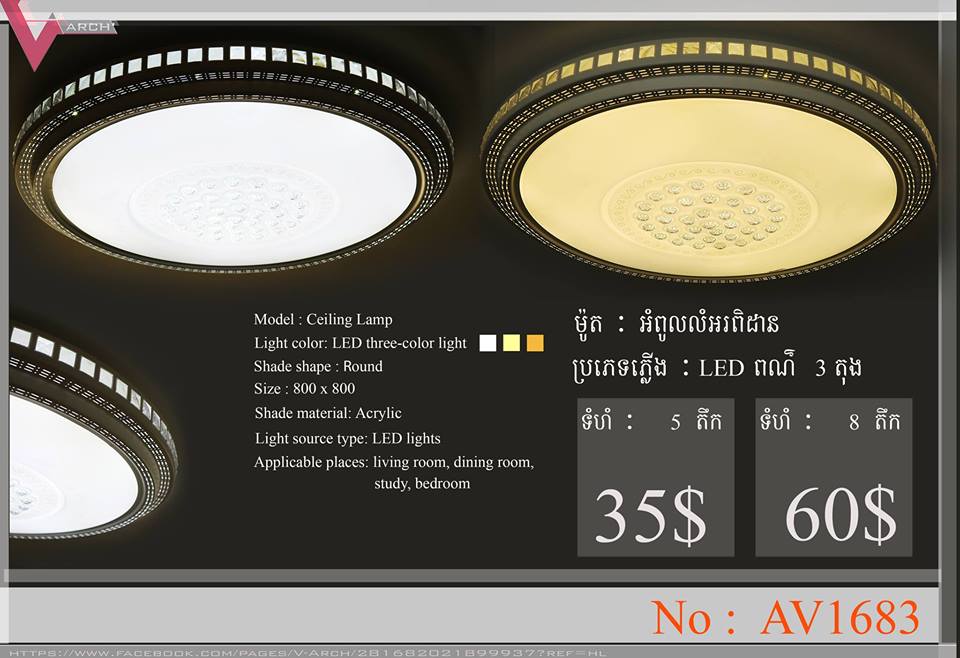 V ARCH
Model : Ceiling Lamp
Light color: LED three-color light
Shade shape : Round
Size : 800 x 800
Shade material: Acrylic
Light source type: LED lights
Applicable places: living room, dining room,
study, bedroom
ម៉ូត : អំពូលលំអរពិដាន
ប្រភេទភ្លើង : LED ពណ៌ 3 តុង
ទំហំ : 5 តឹក
35$
ទំហំ : 8 តឹក
60$
No : AV1683
HTTPS://WWW.FACEBOOK.COM/PAGES/V-ARCH/281682021899937?REF=HL